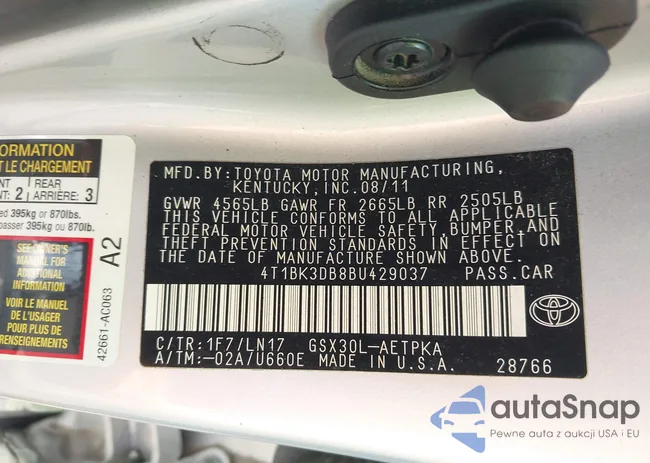 ORMATION
T LE CHARGEMENT
NT : 2 | REAR ARRIÈRE : 3
ed 395kg or 870lbs.
passer 395kg ou 870lb.
SEE OWNER'S
MANUAL FOR
ADDITIONAL
INFORMATION
VOIR LE MANUEL
DE L'USAGER
POUR PLUS DE
RENSEIGNEMENTS
A2
42661-AC063
MFD. BY: TOYOTA MOTOR MANUFACTURING,
KENTUCKY, INC. 08/11
GVWR 4565LB GAWR FR 2665LB RR 2505LB
THIS VEHICLE CONFORMS TO ALL APPLICABLE
FEDERAL MOTOR VEHICLE SAFETY, BUMPER, AND
THEFT PREVENTION STANDARDS IN EFFECT ON
THE DATE OF MANUFACTURE SHOWN ABOVE.
4T1BK3DB8BU429037 PASS. CAR
C/TR: 1F7/LN17 GSX30L-AETPKA
A/TM: -02A/U660E MADE IN U.S.A.
28766
TOYOTA
autaSnap
Pewne auta z aukcji USA i EU